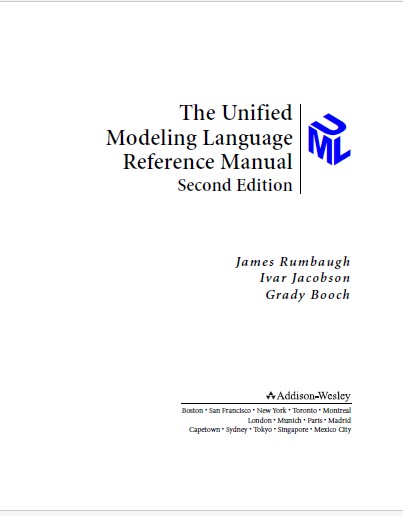 The Unified
Modeling Language
Reference Manual
Second Edition
UML
James Rumbaugh
Ivar Jacobson
Grady Booch
Addison-Wesley
Boston • San Francisco • New York • Toronto • Montreal
London • Munich • Paris • Madrid
Capetown • Sydney • Tokyo • Singapore • Mexico City